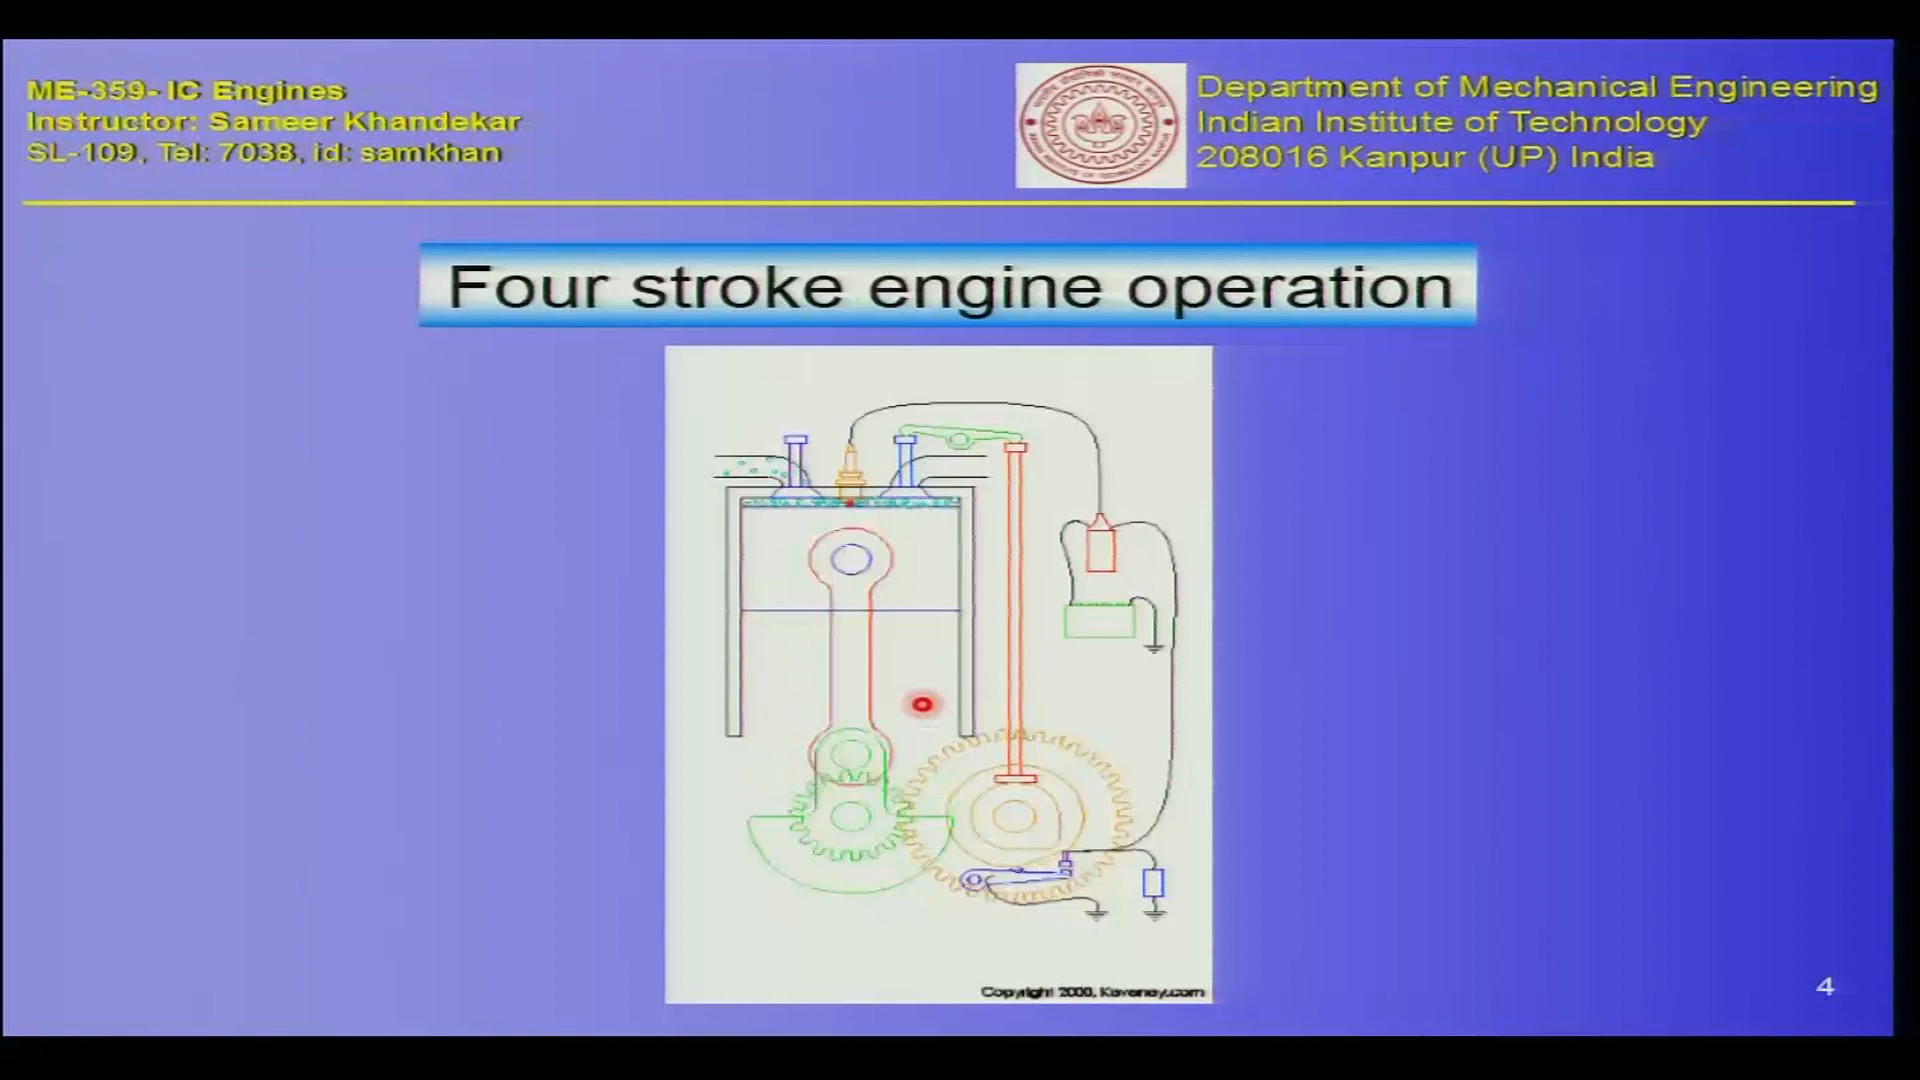 ME-359- IC Engines
Instructor: Sameer Khandekar
SL-109, Tel: 7038, id: samkhan
Department of Mechanical Engineering
Indian Institute of Technology
208016 Kanpur (UP) India
Four stroke engine operation
Copyright 2000, Keveney.com
4